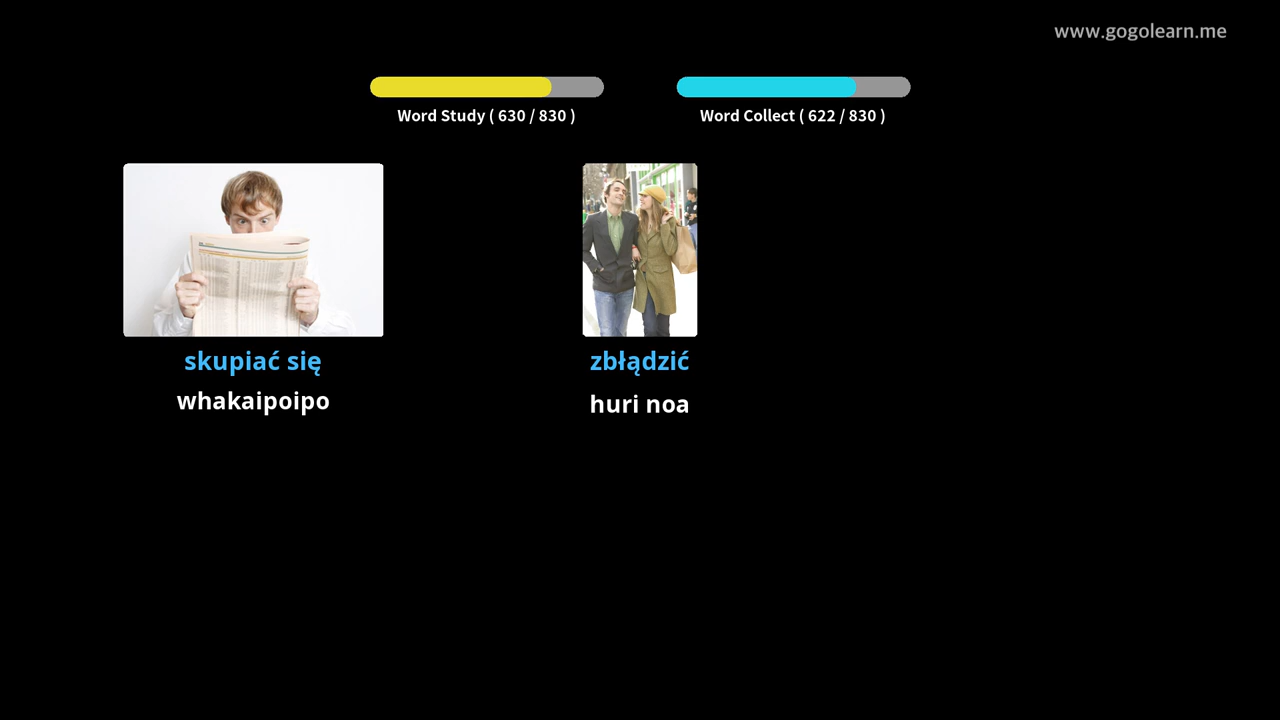 www.gogolearn.me
Word Study ( 630 / 830 )
Word Collect ( 622 / 830 )
skupiać się
whakaipoipo
zbłądzić
huri noa